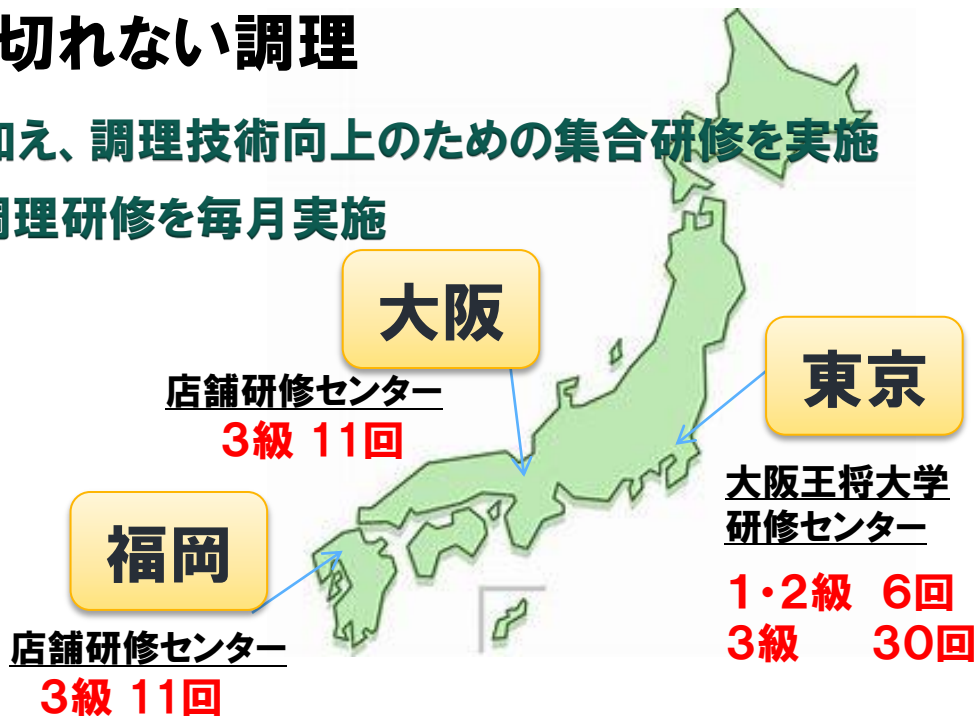 切れない調理
加え、調理技術向上のための集合研修を実施
調理研修を毎月実施
大阪
店舗研修センター
3級 11回
東京
大阪王将大学
研修センター
1・2級 6回
3級 30回
福岡
店舗研修センター
3級 11回